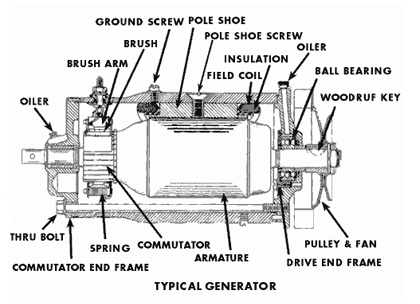 GROUND SCREW
POLE SHOE
BRUSH
POLE SHOE SCREW
BRUSH ARM
INSULATION
OILER
FIELD COIL
BALL BEARING
OILER
WOODRUF KEY
THRU BOLT
SPRING
COMMUTATOR
PULLEY & FAN
ARMATURE
DRIVE END FRAME
COMMUTATOR END FRAME
TYPICAL GENERATOR